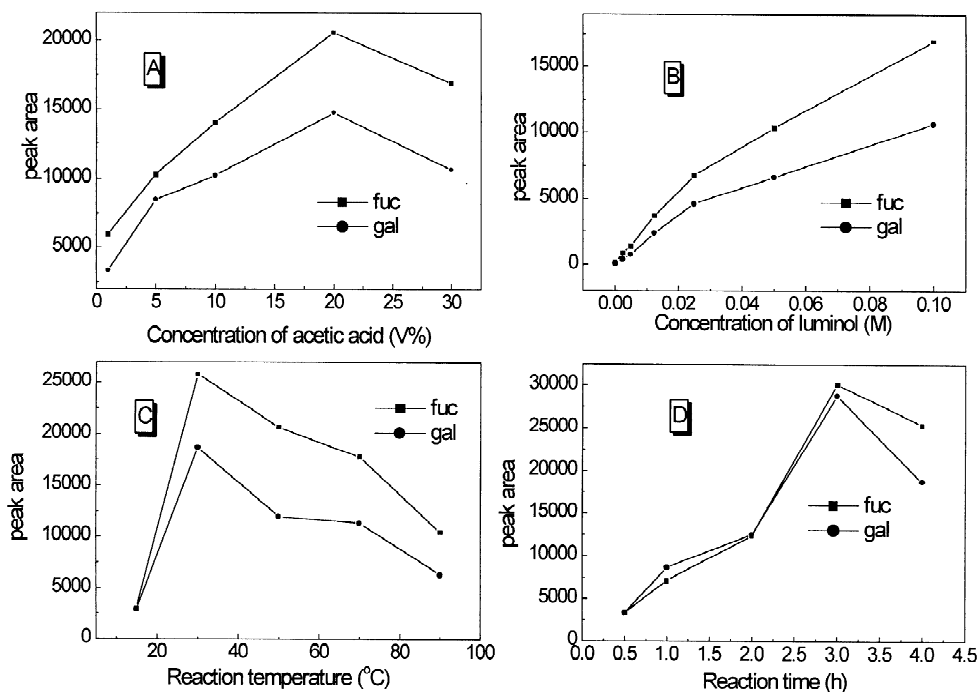 A
peak area
20000
15000
10000
5000
fuc
gal
0 5 10 15 20 25 30
Concentration of acetic acid (V%)
B
peak area
15000
10000
5000
0
fuc
gal
0.00 0.02 0.04 0.06 0.08 0.10
Concentration of luminol (M)
C
peak area
25000
20000
15000
10000
5000
0
fuc
gal
20 40 60 80 100
Reaction temperature (°C)
D
peak area
30000
25000
20000
15000
10000
5000
0
fuc
gal
0.0 0.5 1.0 1.5 2.0 2.5 3.0 3.5 4.0 4.5
Reaction time (h)